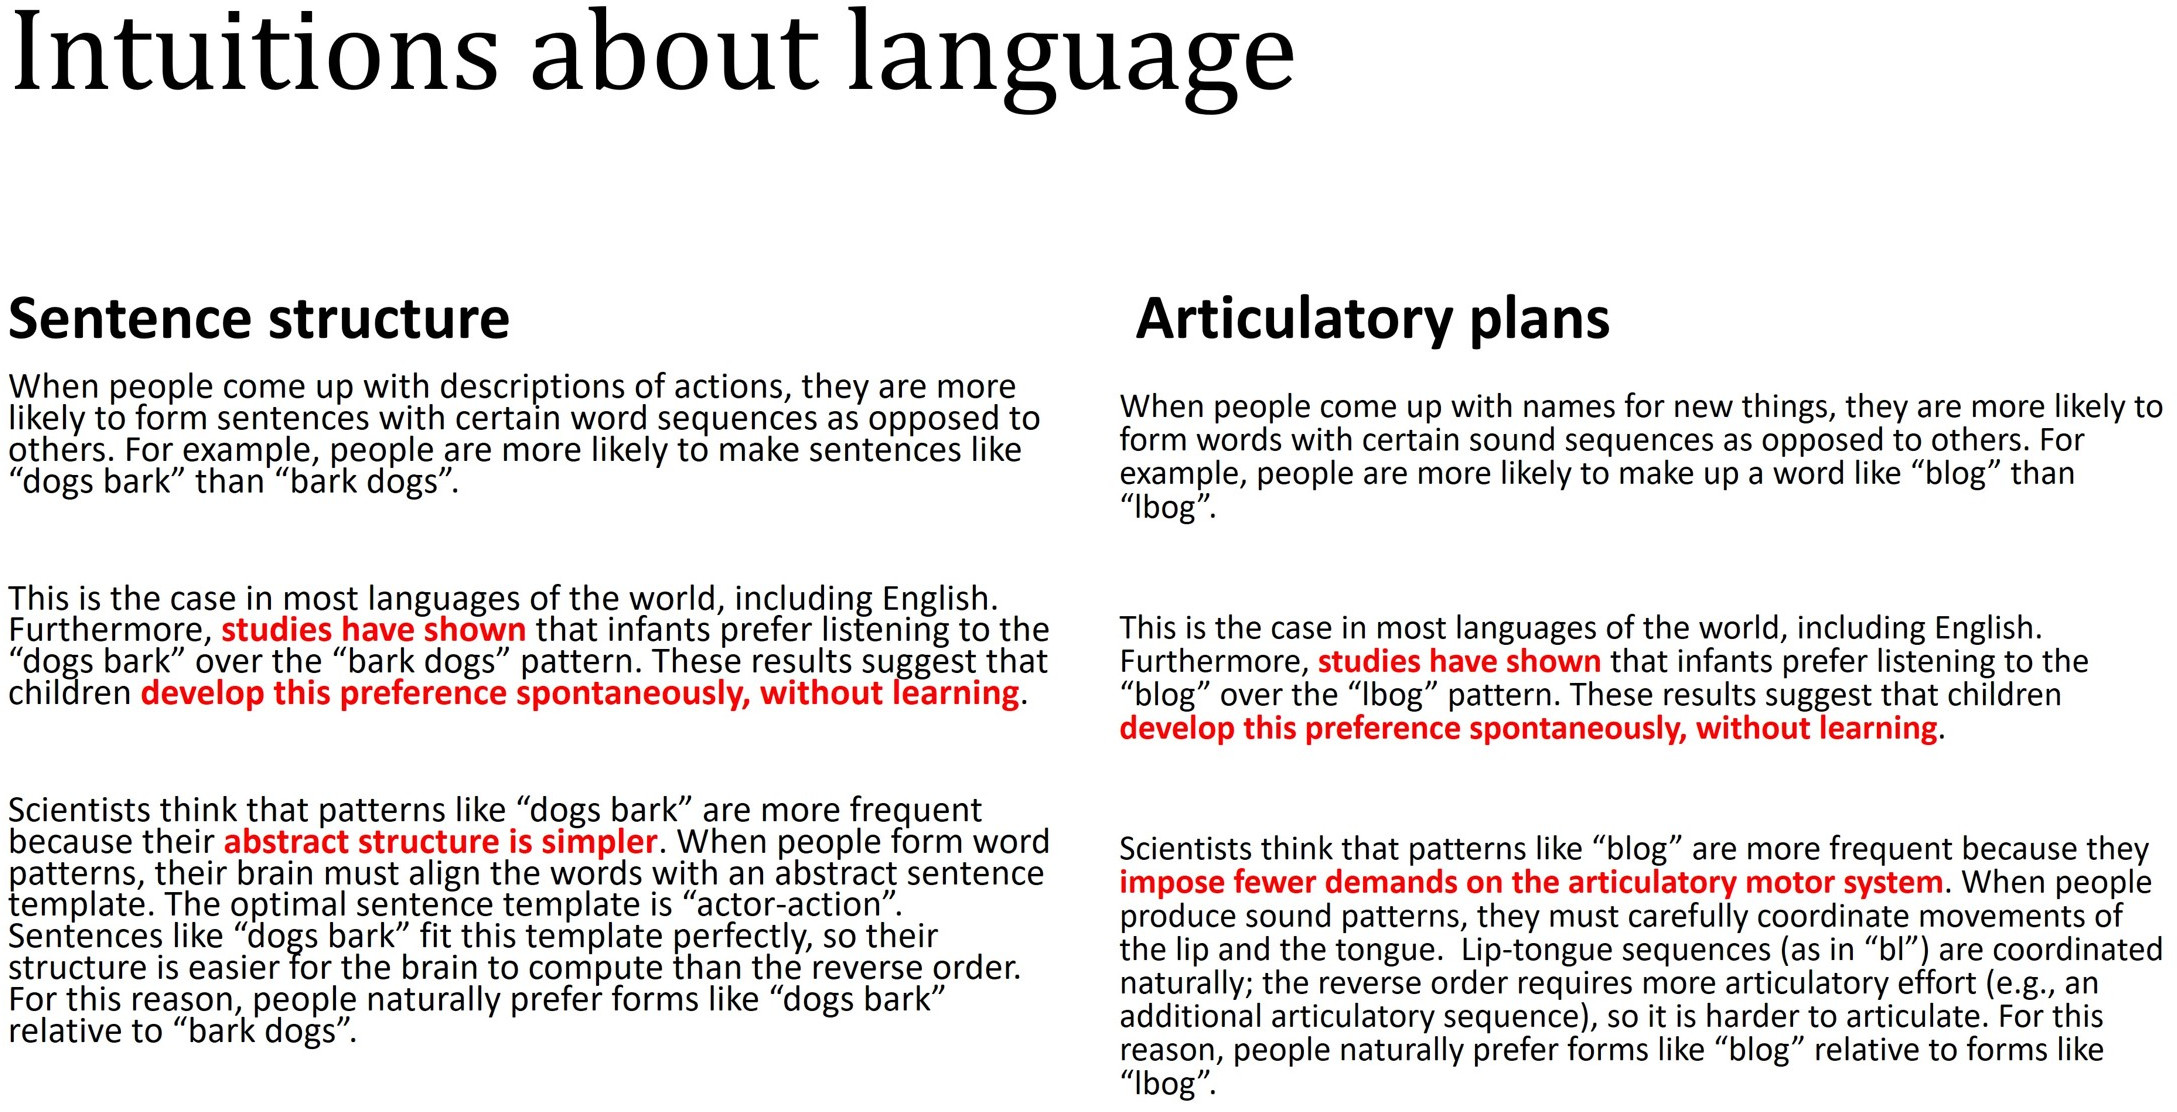 Intuitions about language
Sentence structure
When people come up with descriptions of actions, they are more
likely to form sentences with certain word sequences as opposed to
others. For example, people are more likely to make sentences like
“dogs bark” than “bark dogs”.
This is the case in most languages of the world, including English.
Furthermore, studies have shown that infants prefer listening to the
“dogs bark” over the “bark dogs” pattern. These results suggest that
children develop this preference spontaneously, without learning.
Scientists think that patterns like “dogs bark” are more frequent
because their abstract structure is simpler. When people form word
patterns, their brain must align the words with an abstract sentence
template. The optimal sentence template is “actor-action”.
Sentences like “dogs bark” fit this template perfectly, so their
structure is easier for the brain to compute than the reverse order.
For this reason, people naturally prefer forms like “dogs bark”
relative to “bark dogs”.
Articulatory plans
When people come up with names for new things, they are more likely to
form words with certain sound sequences as opposed to others. For
example, people are more likely to make up a word like “blog” than
“lbog”.
This is the case in most languages of the world, including English.
Furthermore, studies have shown that infants prefer listening to the
“blog” over the “lbog” pattern. These results suggest that children
develop this preference spontaneously, without learning.
Scientists think that patterns like “blog” are more frequent because they
impose fewer demands on the articulatory motor system. When people
produce sound patterns, they must carefully coordinate movements of
the lip and the tongue.  Lip-tongue sequences (as in “bl”) are coordinated
naturally; the reverse order requires more articulatory effort (e.g., an
additional articulatory sequence), so it is harder to articulate. For this
reason, people naturally prefer forms like “blog” relative to forms like
“lbog”.